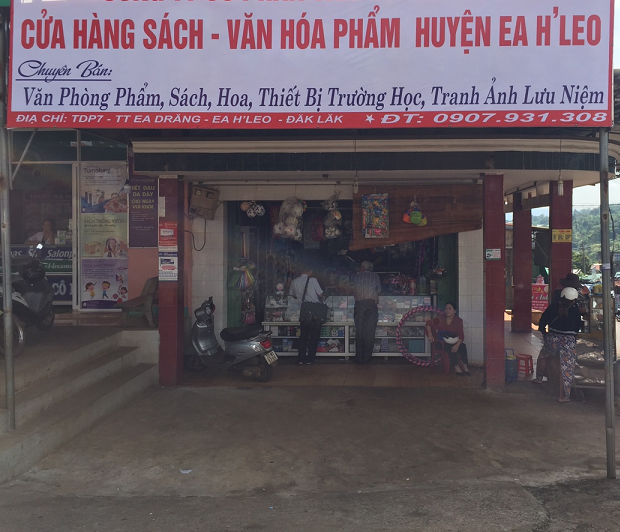 CỬA HÀNG SÁCH - VĂN HÓA PHẨM HUYỆN EA H'LEO
Chuyên Bán:
Văn Phòng Phẩm, Sách, Hoa, Thiết Bị Trường Học, Tranh Ảnh Lưu Niệm
ĐỊA CHỈ: TDP7 - TT EA DRĂNG - EA H'LEO - ĐĂK LĂK ★ ĐT: 0907.931.308